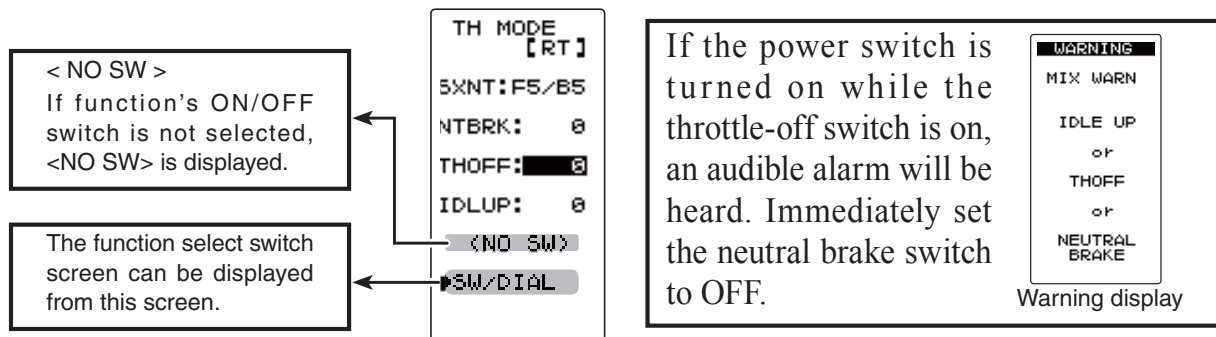 < NO SW >
If function's ON/OFF
switch is not selected,
<NO SW> is displayed.
The function select switch
screen can be displayed
from this screen.
TH MODE
[RT]
SXNT:F5/B5
NTBRK: 0
THOFF: 0
IDLUP: 0
(NO SW)
SW/DIAL
If the power switch is
turned on while the
throttle-off switch is on,
an audible alarm will be
heard. Immediately set
the neutral brake switch
to OFF.
WARNING
MIX WARN
IDLE UP
or
THOFF
or
NEUTRAL
BRAKE
Warning display